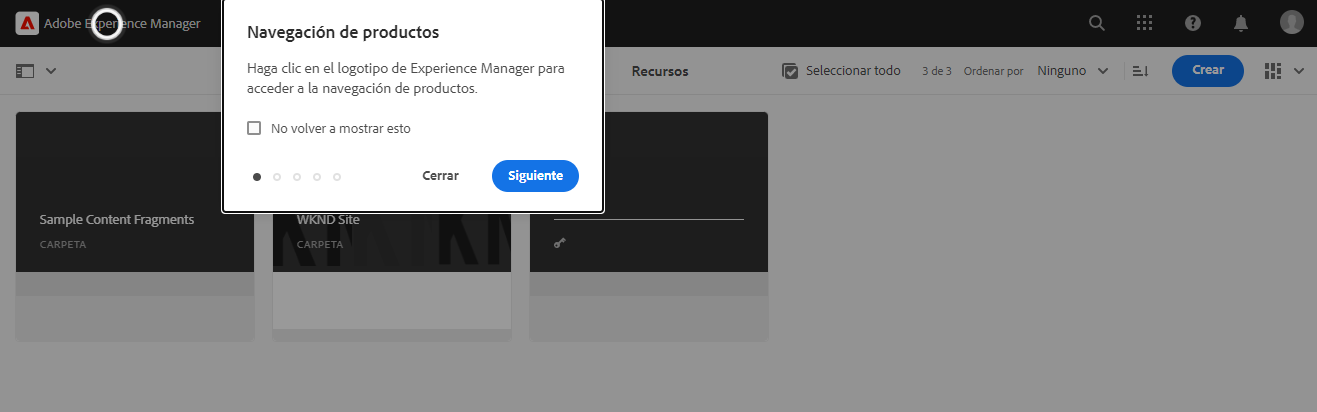 Adobe Experience Manager
Navegación de productos
Haga clic en el logotipo de Experience Manager para
acceder a la navegación de productos.
No volver a mostrar esto
Cerrar
Siguiente
Recursos
Seleccionar todo
3 de 3
Ordenar por
Ninguno
Crear
Sample Content Fragments
CARPETA
WKND Site
CARPETA